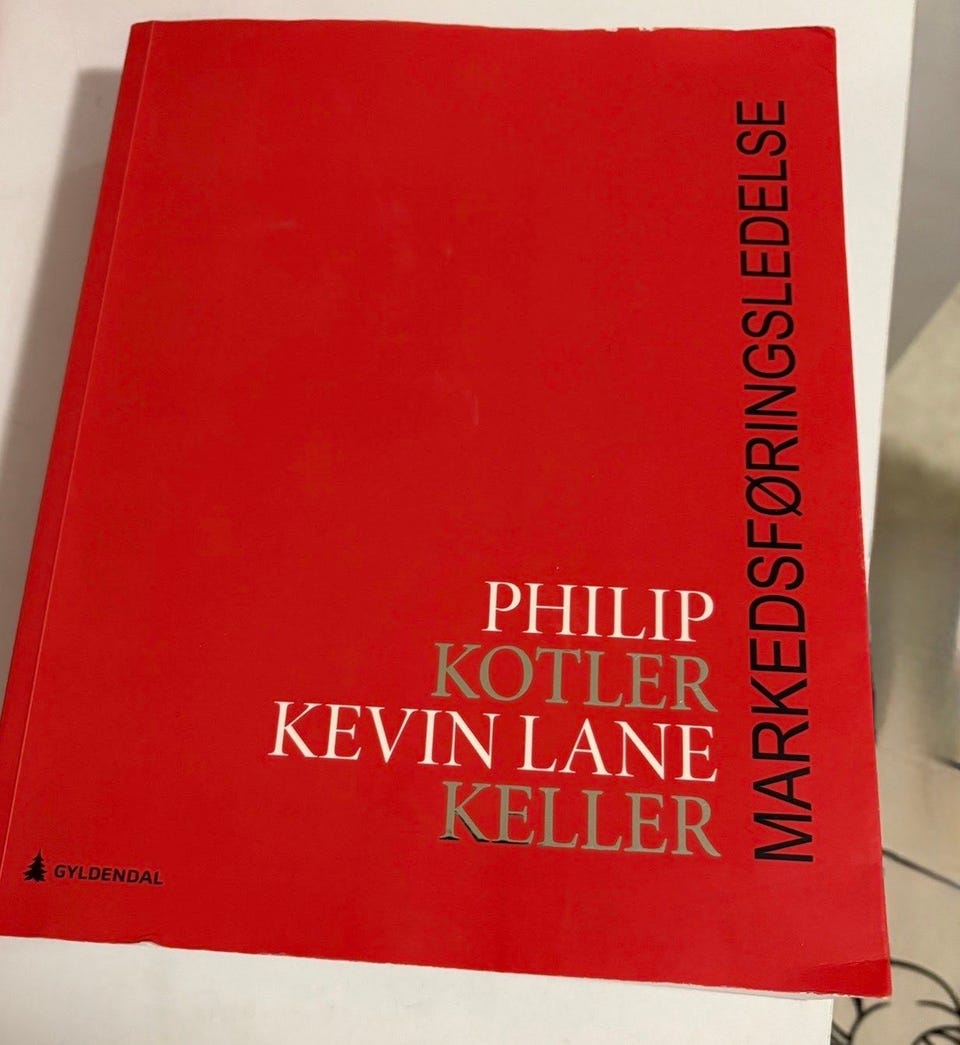 MARKEDSFØRINGSLEDELSE
PHILIP
KOTLER
KEVIN LANE
KELLER
GYLDENDAL